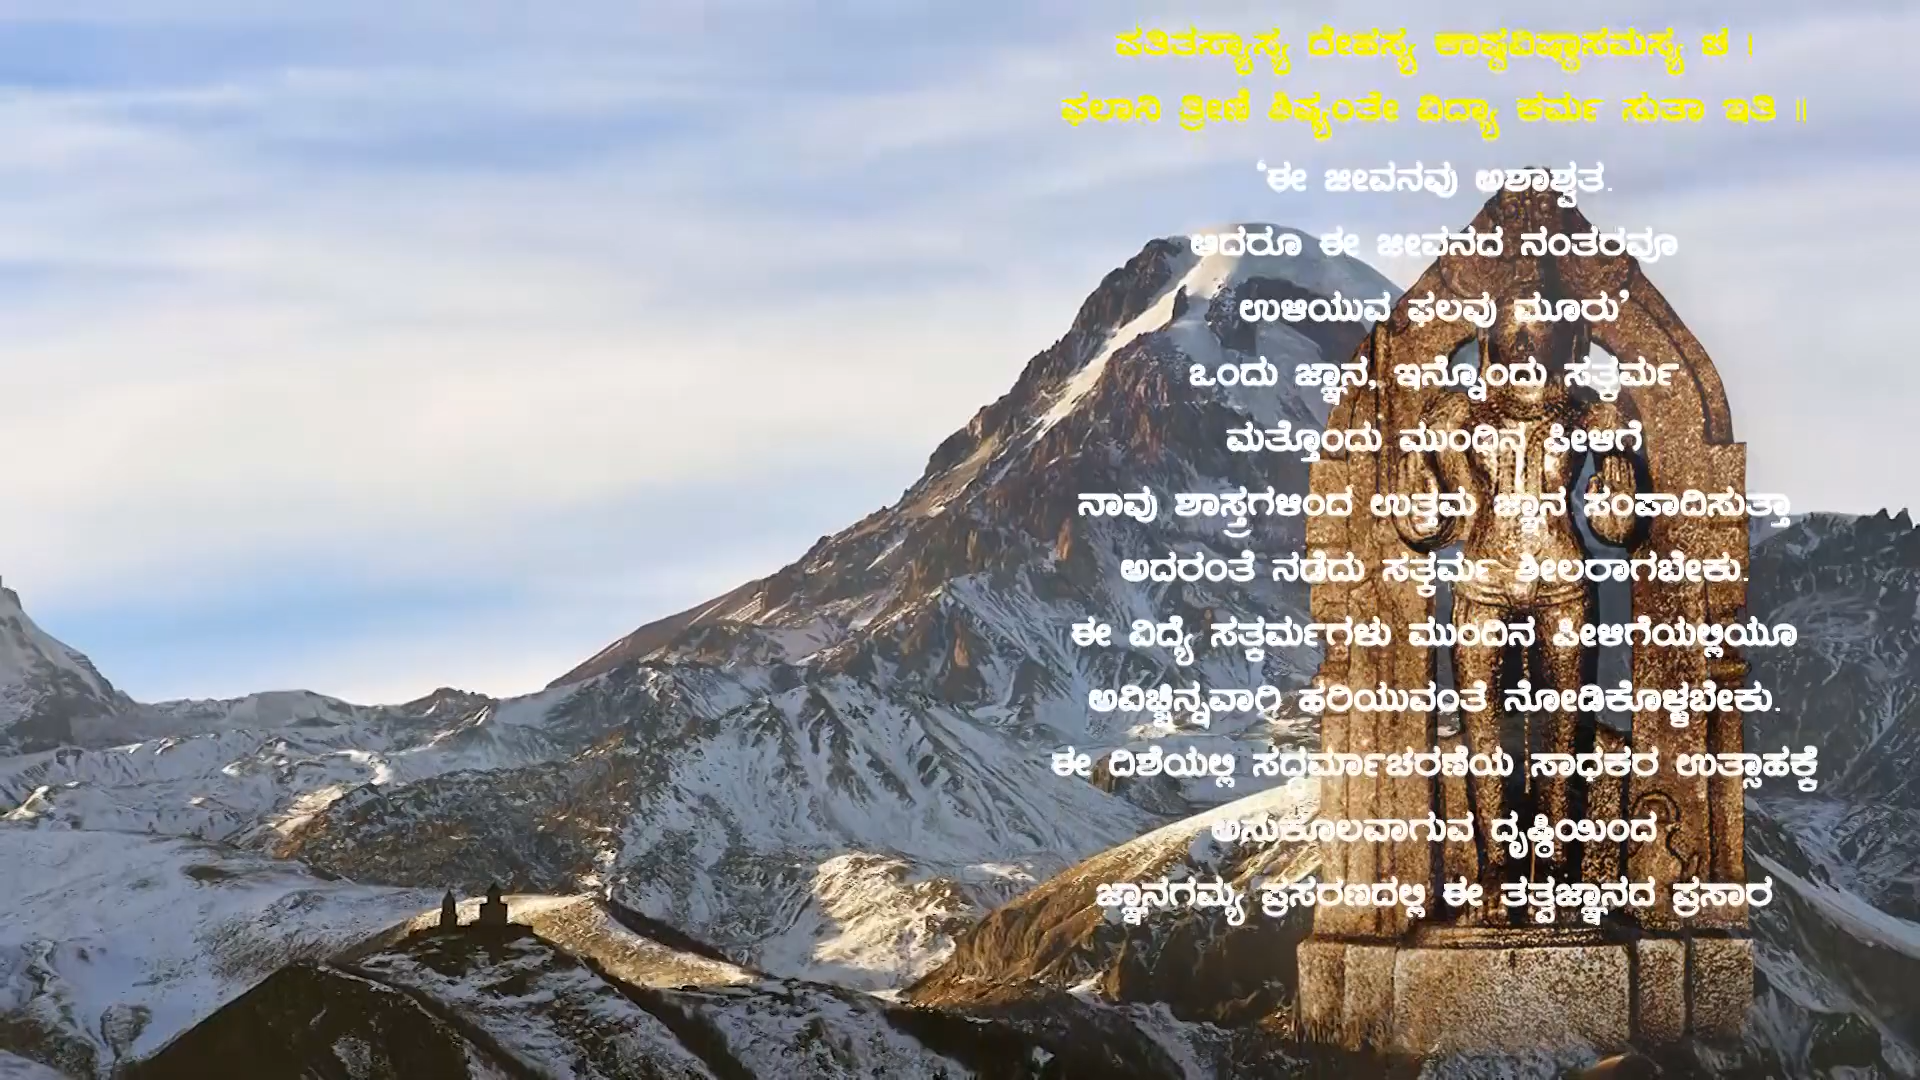 ಪತಿತಸ್ಯಾಸ್ಯ ದೇಹಸ್ಯ ಕಾಷ್ಠವಿಷ್ಠಾಸಮಸ್ಯ ಚ ।
ಫಲಾನಿ ತ್ರೀಣಿ ಶಿಷ್ಯಂತೇ ವಿದ್ಯಾ ಕರ್ಮ ಸುತಾ ಇತಿ ॥
‘ಈ ಜೀವನವು ಅಶಾಶ್ವತ.
ಆದರೂ ಈ ಜೀವನದ ನಂತರವೂ
ಉಳಿಯುವ ಫಲವು ಮೂರು’
ಒಂದು ಜ್ಞಾನ, ಇನ್ನೊಂದು ಸತ್ಕರ್ಮ
ಮತ್ತೊಂದು ಮುಂದಿನ ಪೀಳಿಗೆ
ನಾವು ಶಾಸ್ತ್ರಗಳಿಂದ ಉತ್ತಮ ಜ್ಞಾನ ಸಂಪಾದಿಸುತ್ತಾ
ಅದರಂತೆ ನಡೆದು ಸತ್ಕರ್ಮ ಶೀಲರಾಗಬೇಕು.
ಈ ವಿದ್ಯೆ ಸತ್ಕರ್ಮಗಳು ಮುಂದಿನ ಪೀಳಿಗೆಯಲ್ಲಿಯೂ
ಅವಿಚ್ಛಿನ್ನವಾಗಿ ಹರಿಯುವಂತೆ ನೋಡಿಕೊಳ್ಳಬೇಕು.
ಈ ದಿಶೆಯಲ್ಲಿ ಸದ್ಧರ್ಮಾಚರಣೆಯ ಸಾಧಕರ ಉತ್ಸಾಹಕ್ಕೆ
ಅನುಕೂಲವಾಗುವ ದೃಷ್ಟಿಯಿಂದ
ಜ್ಞಾನಗಮ್ಯ ಪ್ರಸರಣದಲ್ಲಿ ಈ ತತ್ವಜ್ಞಾನದ ಪ್ರಸಾರ